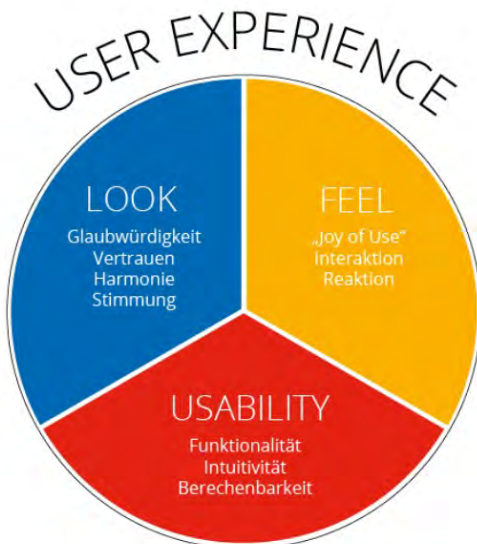 USER EXPERIENCE
LOOK
Glaubwürdigkeit
Vertrauen
Harmonie
Stimmung
FEEL
„Joy of Use“
Interaktion
Reaktion
USABILITY
Funktionalität
Intuitivität
Berechenbarkeit